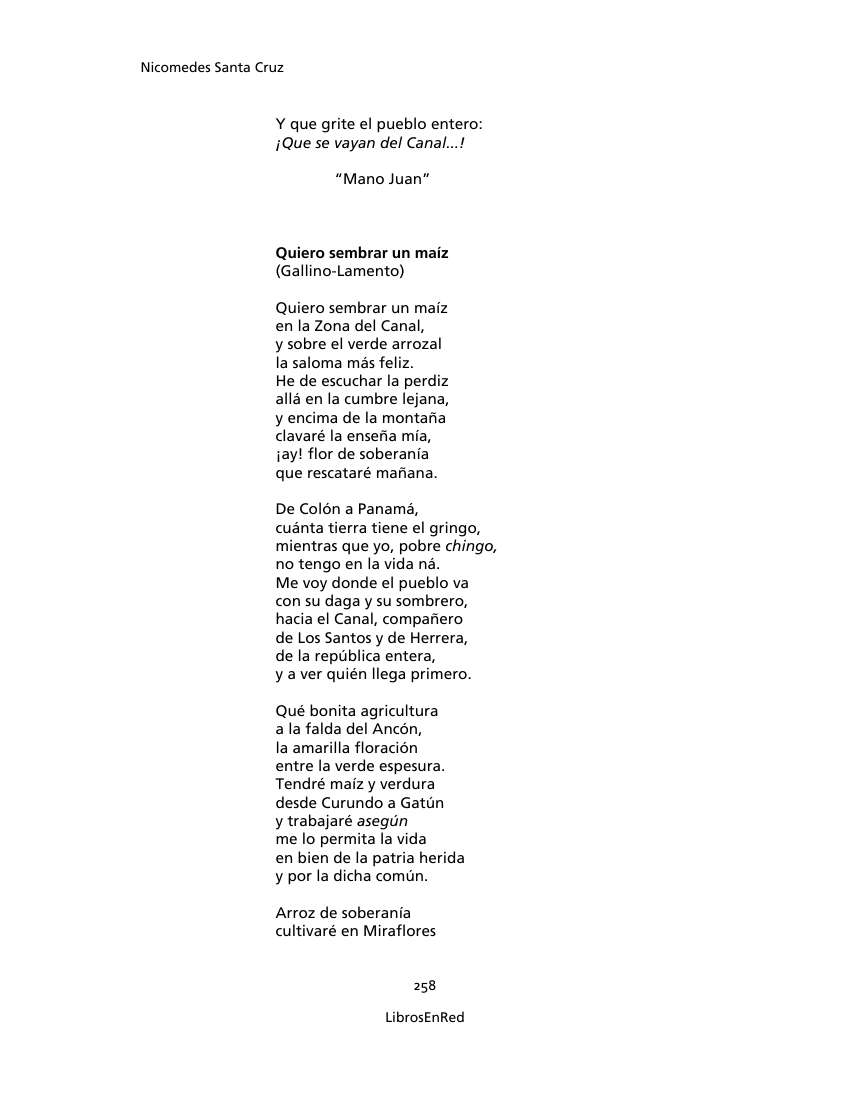 Nicomedes Santa Cruz
Y que grite el pueblo entero:
¡Que se vayan del Canal...!
“Mano Juan”
Quiero sembrar un maíz
(Gallino-Lamento)
Quiero sembrar un maíz
en la Zona del Canal,
y sobre el verde arrozal
la saloma más feliz.
He de escuchar la perdiz
allá en la cumbre lejana,
y encima de la montaña
clavaré la enseña mía,
¡ay! flor de soberanía
que rescataré mañana.
De Colón a Panamá,
cuánta tierra tiene el gringo,
mientras que yo, pobre chingo,
no tengo en la vida ná.
Me voy donde el pueblo va
con su daga y su sombrero,
hacia el Canal, compañero
de Los Santos y de Herrera,
de la república entera,
y a ver quién llega primero.
Qué bonita agricultura
a la falda del Ancón,
la amarilla floración
entre la verde espesura.
Tendré maíz y verdura
desde Curundo a Gatún
y trabajaré asegún
me lo permita la vida
en bien de la patria herida
y por la dicha común.
Arroz de soberanía
cultivaré en Miraflores
258
LibrosEnRed